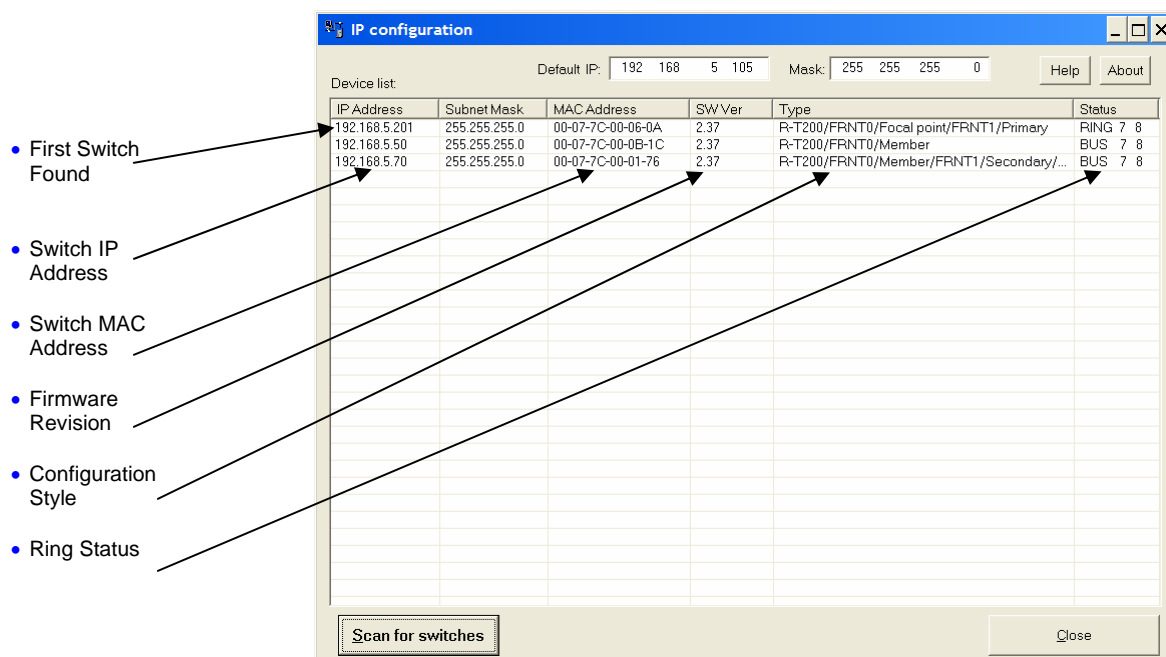 IP configuration
Default IP: 192 168 5 105 Mask: 255 255 255 0 Help About
Device list:
IP Address Subnet Mask MAC Address SW Ver Type Status
192.168.5.201 255.255.255.0 00-07-7C-00-06-0A 2.37 R-T200/FRNT0/Focal point/FRNT1/Primary RING 7 8
192.168.5.50 255.255.255.0 00-07-7C-00-0B-1C 2.37 R-T200/FRNT0/Member BUS 7 8
192.168.5.70 255.255.255.0 00-07-7C-00-01-76 2.37 R-T200/FRNT0/Member/FRNT1/Secondary/... BUS 7 8
• First Switch
Found
• Switch IP
Address
• Switch MAC
Address
• Firmware
Revision
• Configuration
Style
• Ring Status
Scan for switches Close